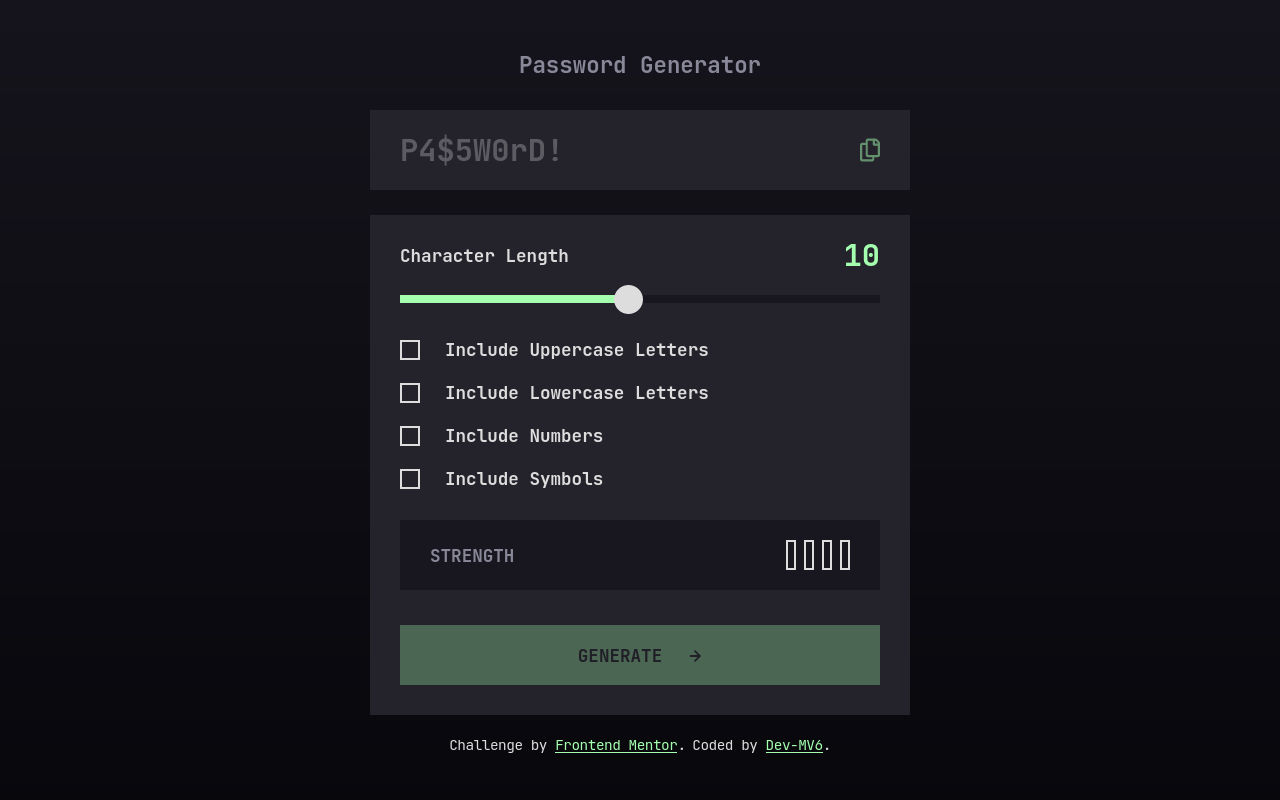 Password Generator
P4$5W0rD!
Character Length 10
Include Uppercase Letters
Include Lowercase Letters
Include Numbers
Include Symbols
STRENGTH
GENERATE →
Challenge by Frontend Mentor. Coded by Dev-MV6.